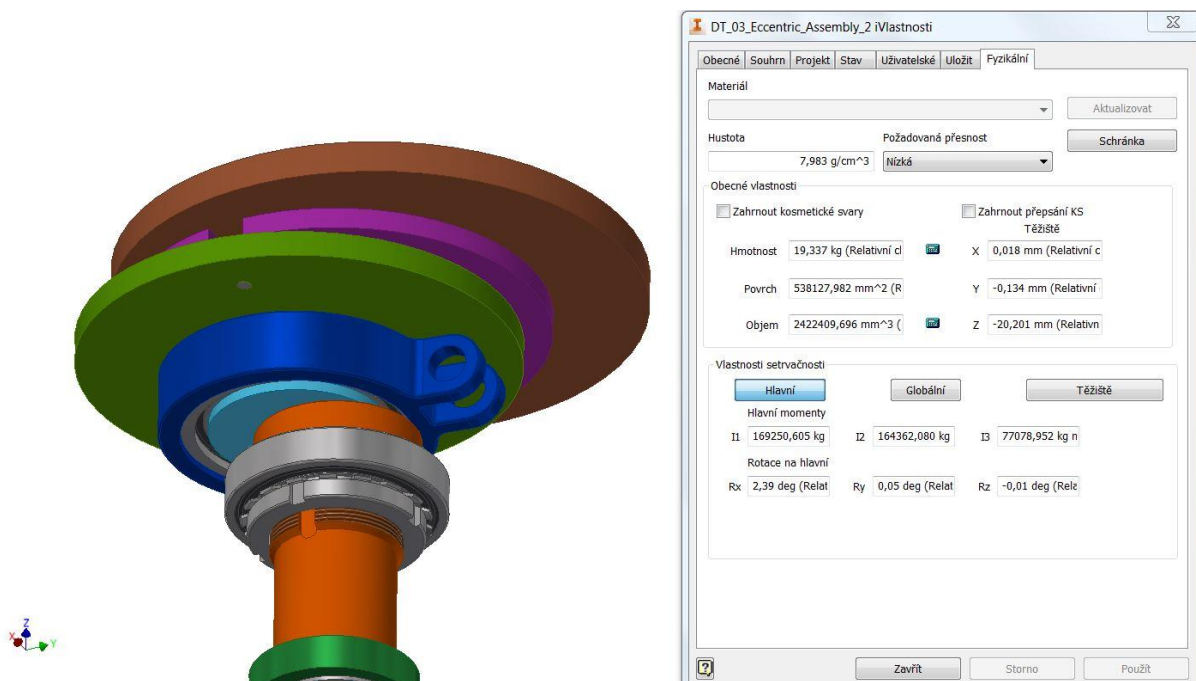 DT_03_Eccentric_Assembly_2 iVlastnosti
Obecné Souhrn Projekt Stav Uživatelské Uložit Fyzikální
Materiál
Aktualizovat
Hustota Požadovaná přesnost
7,983 g/cm^3 Nízká Schránka
Obecné vlastnosti
Zahrnout kosmetické svary Zahrnout přepsání KS
Těžiště
Hmotnost 19,337 kg (Relativní cl X 0,018 mm (Relativní c
Povrch 538127,982 mm^2 (R Y -0,134 mm (Relativní
Objem 2422409,696 mm^3 ( Z -20,201 mm (Relativn
Vlastnosti setrvačnosti
Hlavní Globální Těžiště
Hlavní momenty
I1 169250,605 kg I2 164362,080 kg I3 77078,952 kg n
Rotace na hlavní
Rx 2,39 deg (Relat Ry 0,05 deg (Relat Rz -0,01 deg (Rela
Z
X Y
Zavřít Storno Použít